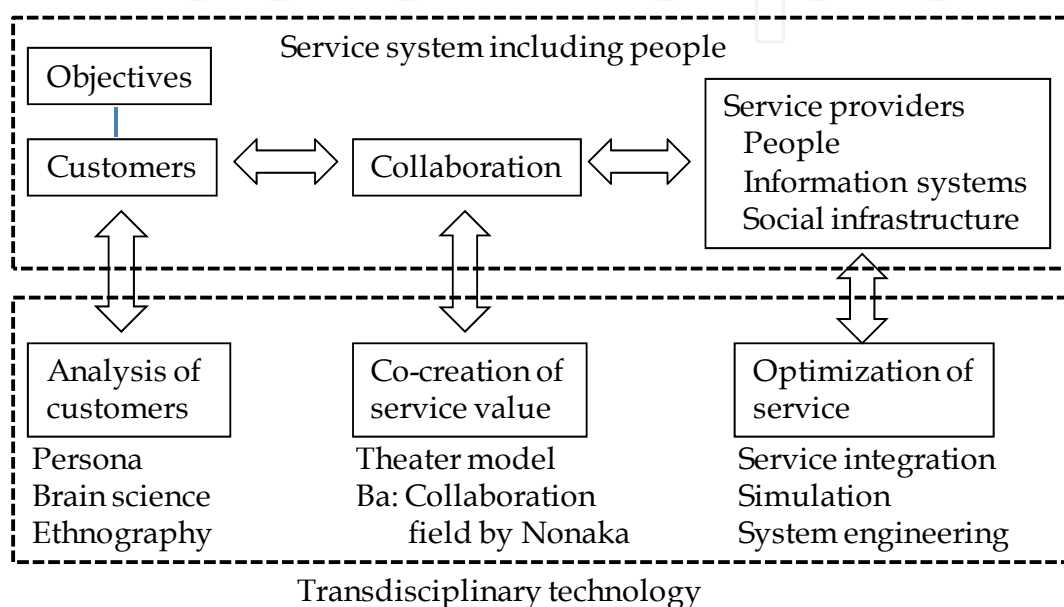 Service system including people
Objectives
Customers
Collaboration
Service providers
People
Information systems
Social infrastructure
Analysis of
customers
Persona
Brain science
Ethnography
Co-creation of
service value
Theater model
Ba: Collaboration
field by Nonaka
Optimization of
service
Service integration
Simulation
System engineering
Transdisciplinary technology